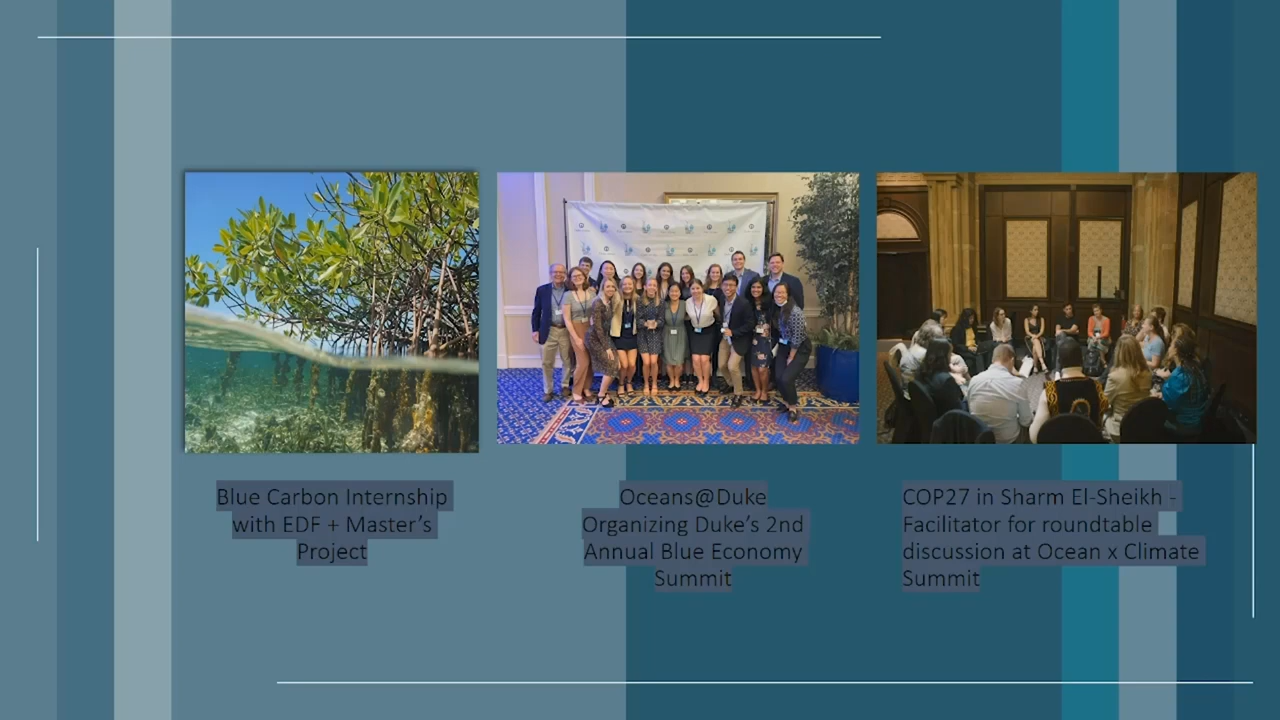 Blue Carbon Internship
with EDF + Master's
Project
Oceans@Duke
Organizing Duke's 2nd
Annual Blue Economy
Summit
COP27 in Sharm El-Sheikh -
Facilitator for roundtable
discussion at Ocean x Climate
Summit